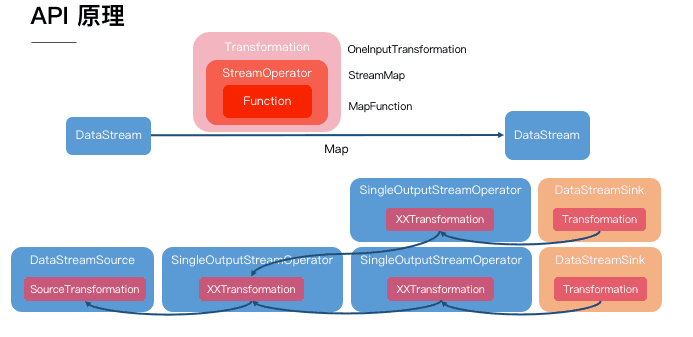 API 原理
Transformation
OneInputTransformation
StreamOperator
StreamMap
Function
MapFunction
DataStream
DataStream
Map
SingleOutputStreamOperator
DataStreamSink
XXTransformation
Transformation
DataStreamSource
SingleOutputStreamOperator
SingleOutputStreamOperator
DataStreamSink
SourceTransformation
XXTransformation
XXTransformation
Transformation